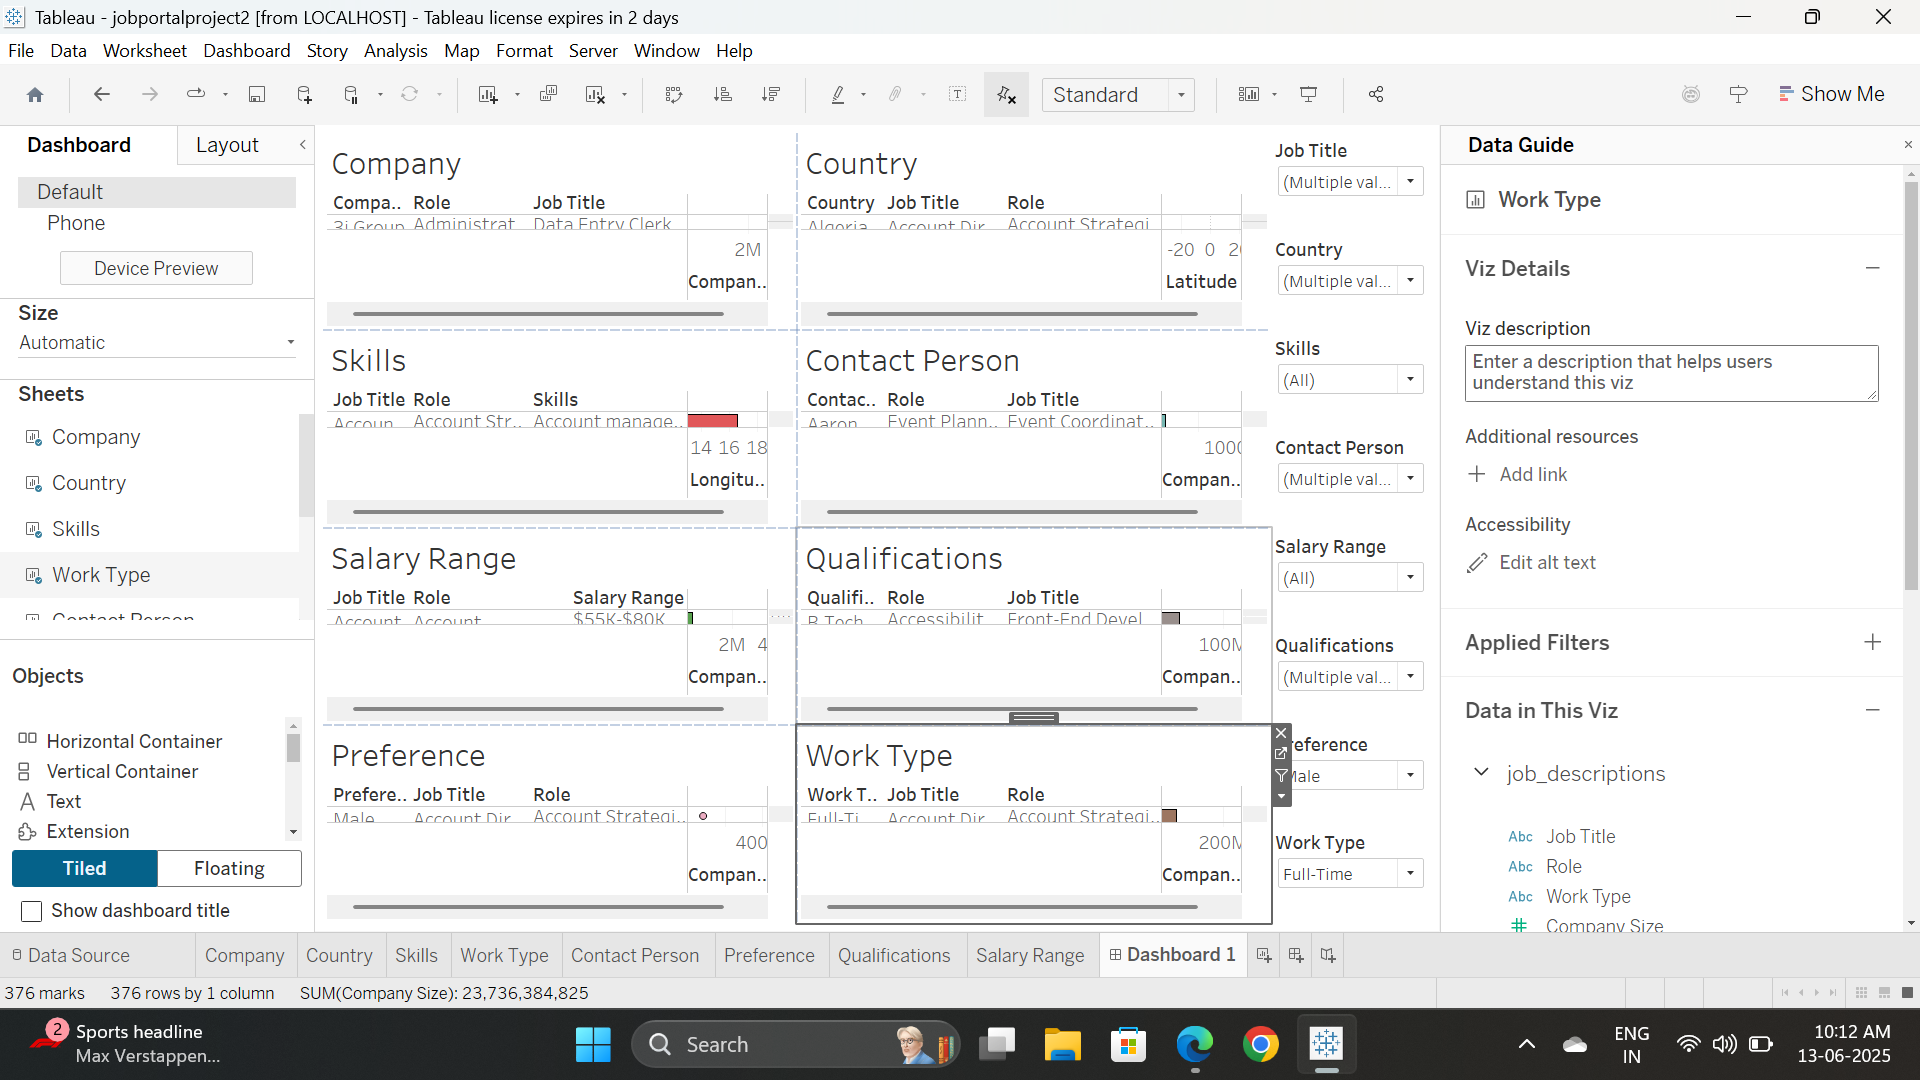 Tableau - jobportalproject2 [from LOCALHOST] - Tableau license expires in 2 days
File Data Worksheet Dashboard Story Analysis Map Format Server Window Help
Standard
Show Me
Dashboard
Layout
Default
Phone
Device Preview
Size
Automatic
Sheets
Company
Country
Skills
Work Type
Contact Person
Objects
Horizontal Container
Vertical Container
Text
Extension
Tiled
Floating
Show dashboard title
Company
Compa.. Role Job Title
3i Group Administrat.. Data Entry Clerk
2M
Compan..
Country
Country Job Title Role
Algeria Account Dir.. Account Strategi..
-20 0 20
Latitude
Skills
Job Title Role Skills
Accoun.. Account Str.. Account manage..
14 16 18
Longitu..
Contact Person
Contac.. Role Job Title
Aaron Event Plann.. Event Coordinat..
1000
Compan..
Salary Range
Job Title Role Salary Range
Account Account $55K-$80K
2M 4
Compan..
Qualifications
Qualifi.. Role Job Title
B.Tech Accessibilit.. Front-End Devel..
100M
Compan..
Preference
Prefere.. Job Title Role
Male Account Dir.. Account Strategi..
400
Compan..
Work Type
Work T.. Job Title Role
Full-Ti.. Account Dir.. Account Strategi..
200M
Compan..
Job Title
(Multiple val...
Country
(Multiple val...
Skills
(All)
Contact Person
(Multiple val...
Salary Range
(All)
Qualifications
(Multiple val...
reference
Male
Work Type
Full-Time
Data Guide
Work Type
Viz Details
Viz description
Enter a description that helps users
understand this viz
Additional resources
Add link
Accessibility
Edit alt text
Applied Filters
Data in This Viz
job_descriptions
Abc Job Title
Abc Role
Abc Work Type
# Company Size
Data Source Company Country Skills Work Type Contact Person Preference Qualifications Salary Range Dashboard 1
376 marks 376 rows by 1 column SUM(Company Size): 23,736,384,825
2
Sports headline
Max Verstappen...
Search
ENG
IN
10:12 AM
13-06-2025